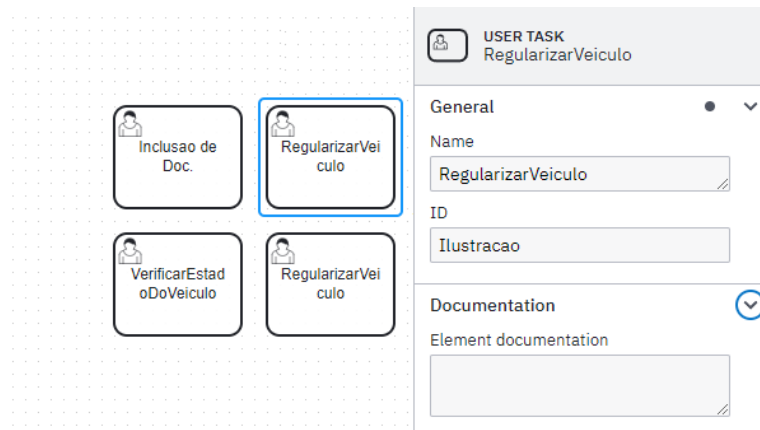 Inclusao de
Doc.
RegularizarVei
culo
VerificarEstad
oDoVeiculo
RegularizarVei
culo
USER TASK
RegularizarVeiculo
General
Name
RegularizarVeiculo
ID
Ilustracao
Documentation
Element documentation